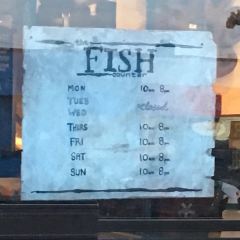 the
FISH
counter
MON 10am 8pm
TUES
WED closed
THURS 10am 8pm
FRI 10am 8pm
SAT 10am 8pm
SUN 10am 8pm